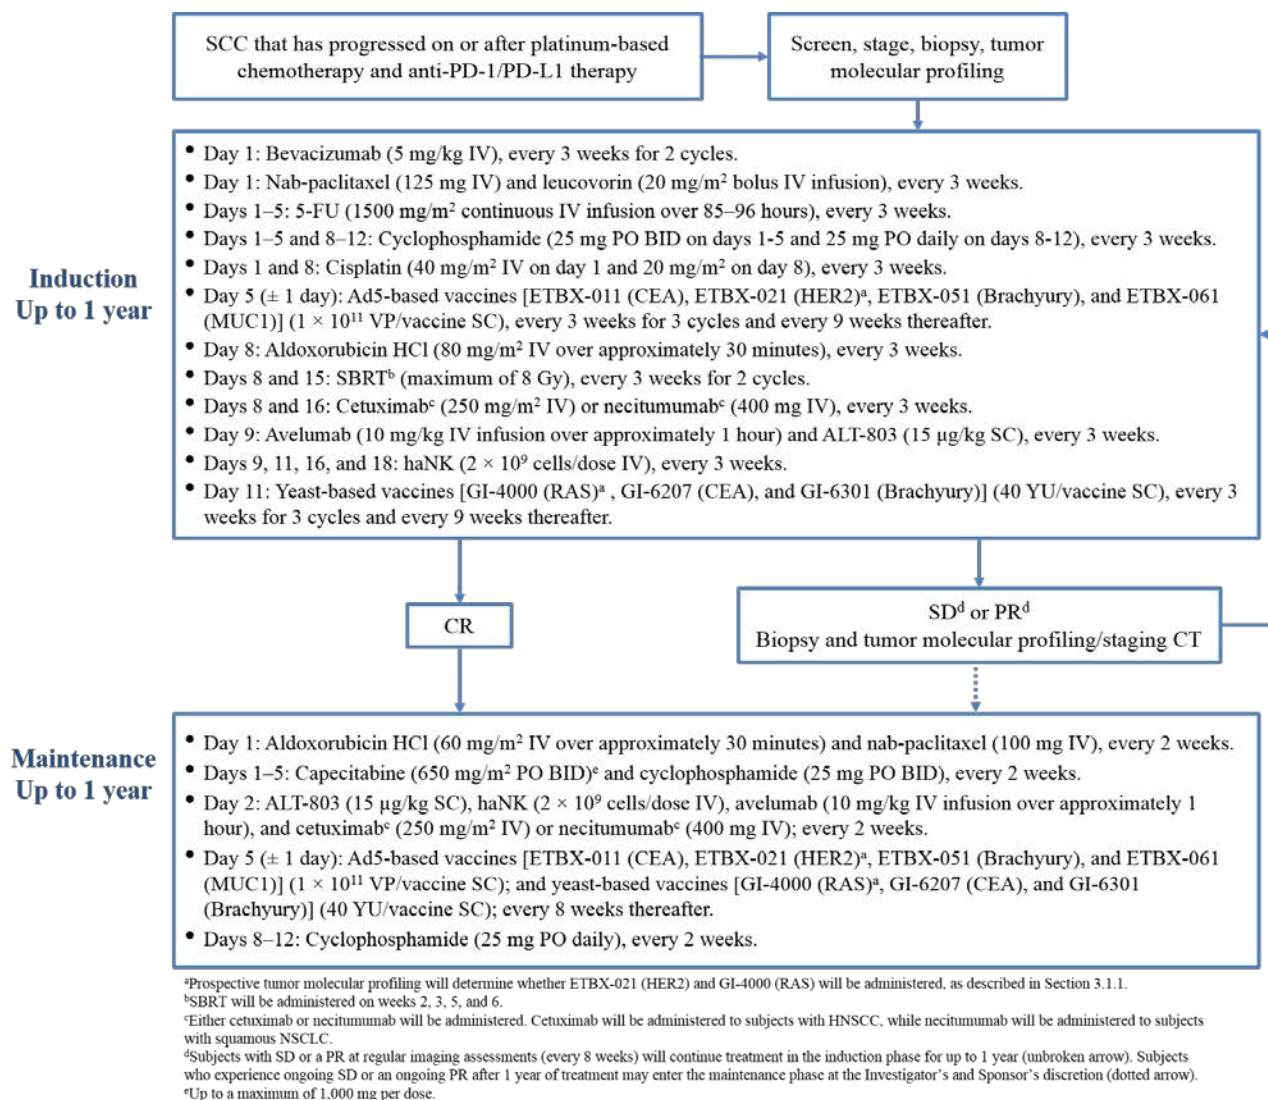 SCC that has progressed on or after platinum-based
chemotherapy and anti-PD-1/PD-L1 therapy
Screen, stage, biopsy, tumor
molecular profiling
Induction
Up to 1 year
• Day 1: Bevacizumab (5 mg/kg IV), every 3 weeks for 2 cycles.
• Day 1: Nab-paclitaxel (125 mg IV) and leucovorin (20 mg/m² bolus IV infusion), every 3 weeks.
• Days 1–5: 5-FU (1500 mg/m² continuous IV infusion over 85–96 hours), every 3 weeks.
• Days 1–5 and 8–12: Cyclophosphamide (25 mg PO BID on days 1-5 and 25 mg PO daily on days 8-12), every 3 weeks.
• Days 1 and 8: Cisplatin (40 mg/m² IV on day 1 and 20 mg/m² on day 8), every 3 weeks.
• Day 5 (± 1 day): Ad5-based vaccines [ETBX-011 (CEA), ETBX-021 (HER2)ᵃ, ETBX-051 (Brachyury), and ETBX-061
(MUC1)] (1 × 10¹¹ VP/vaccine SC), every 3 weeks for 3 cycles and every 9 weeks thereafter.
• Day 8: Aldoxorubicin HCl (80 mg/m² IV over approximately 30 minutes), every 3 weeks.
• Days 8 and 15: SBRTᵇ (maximum of 8 Gy), every 3 weeks for 2 cycles.
• Days 8 and 16: Cetuximabᶜ (250 mg/m² IV) or necitumumabᶜ (400 mg IV), every 3 weeks.
• Day 9: Avelumab (10 mg/kg IV infusion over approximately 1 hour) and ALT-803 (15 µg/kg SC), every 3 weeks.
• Days 9, 11, 16, and 18: haNK (2 × 10⁹ cells/dose IV), every 3 weeks.
• Day 11: Yeast-based vaccines [GI-4000 (RAS)ᵃ , GI-6207 (CEA), and GI-6301 (Brachyury)] (40 YU/vaccine SC), every 3
weeks for 3 cycles and every 9 weeks thereafter.
CR
SDᵈ or PRᵈ
Biopsy and tumor molecular profiling/staging CT
Maintenance
Up to 1 year
• Day 1: Aldoxorubicin HCl (60 mg/m² IV over approximately 30 minutes) and nab-paclitaxel (100 mg IV), every 2 weeks.
• Days 1–5: Capecitabine (650 mg/m² PO BID)ᵉ and cyclophosphamide (25 mg PO BID), every 2 weeks.
• Day 2: ALT-803 (15 µg/kg SC), haNK (2 × 10⁹ cells/dose IV), avelumab (10 mg/kg IV infusion over approximately 1
hour), and cetuximabᶜ (250 mg/m² IV) or necitumumabᶜ (400 mg IV); every 2 weeks.
• Day 5 (± 1 day): Ad5-based vaccines [ETBX-011 (CEA), ETBX-021 (HER2)ᵃ, ETBX-051 (Brachyury), and ETBX-061
(MUC1)] (1 × 10¹¹ VP/vaccine SC); and yeast-based vaccines [GI-4000 (RAS)ᵃ, GI-6207 (CEA), and GI-6301
(Brachyury)] (40 YU/vaccine SC); every 8 weeks thereafter.
• Days 8–12: Cyclophosphamide (25 mg PO daily), every 2 weeks.
ᵃProspective tumor molecular profiling will determine whether ETBX-021 (HER2) and GI-4000 (RAS) will be administered, as described in Section 3.1.1.
ᵇSBRT will be administered on weeks 2, 3, 5, and 6.
ᶜEither cetuximab or necitumumab will be administered. Cetuximab will be administered to subjects with HNSCC, while necitumumab will be administered to subjects
with squamous NSCLC.
ᵈSubjects with SD or a PR at regular imaging assessments (every 8 weeks) will continue treatment in the induction phase for up to 1 year (unbroken arrow). Subjects
who experience ongoing SD or an ongoing PR after 1 year of treatment may enter the maintenance phase at the Investigator's and Sponsor's discretion (dotted arrow).
ᵉUp to a maximum of 1,000 mg per dose.